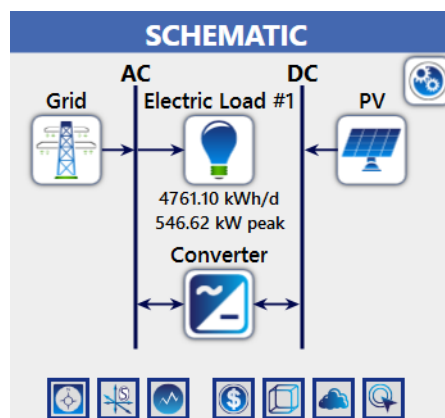 SCHEMATIC
AC DC
Grid Electric Load #1 PV
4761.10 kWh/d
546.62 kW peak
Converter